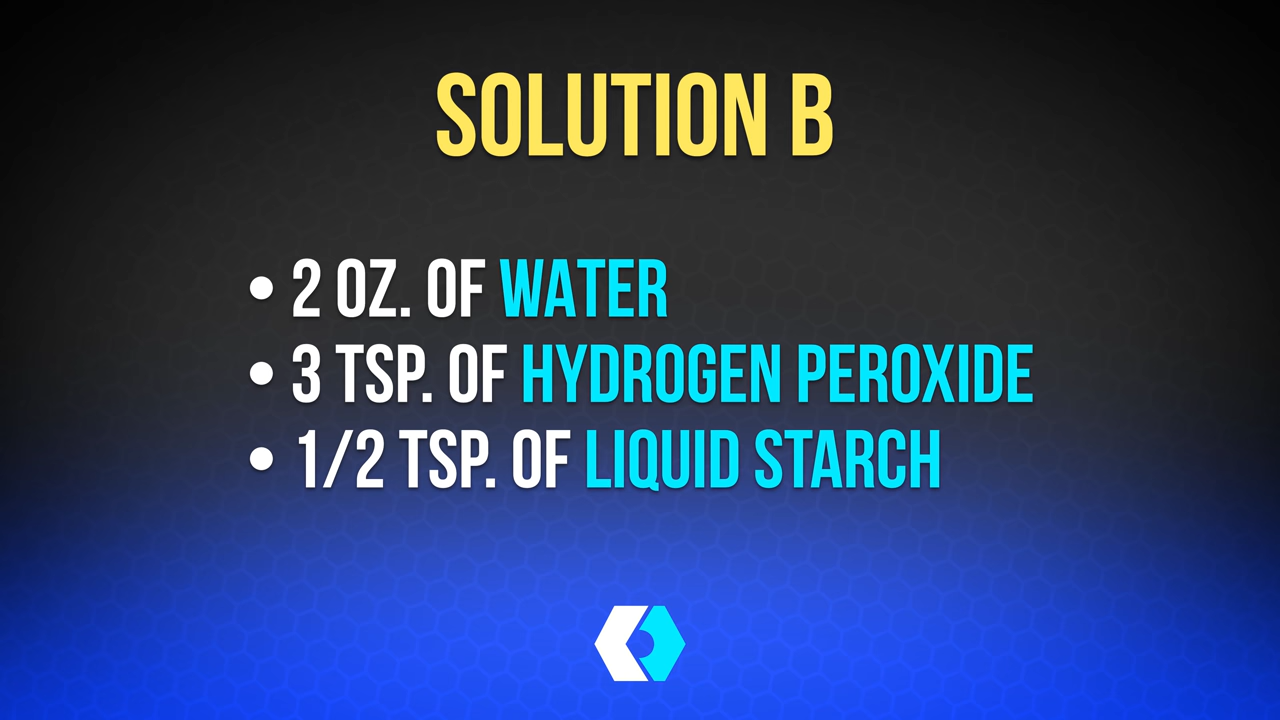 SOLUTION B
• 2 OZ. OF WATER
• 3 TSP. OF HYDROGEN PEROXIDE
• 1/2 TSP. OF LIQUID STARCH